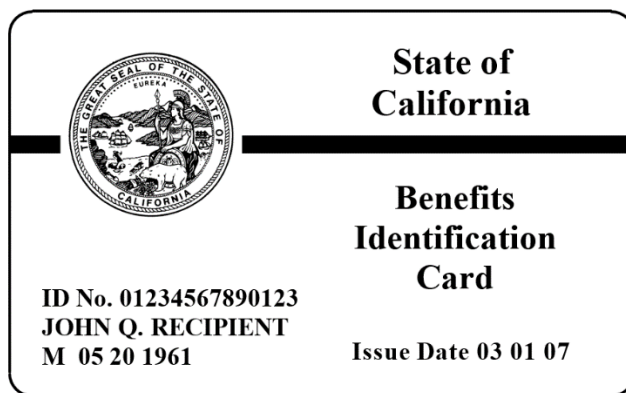 THE GREAT SEAL OF THE STATE OF CALIFORNIA
EUREKA
State of
California
Benefits
Identification
Card
ID No. 01234567890123
JOHN Q. RECIPIENT
M 05 20 1961
Issue Date 03 01 07